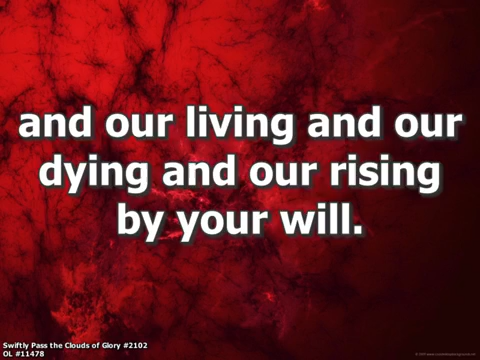 and our living and our
dying and our rising
by your will.
Swiftly Pass the Clouds of Glory #2102
OL #11478